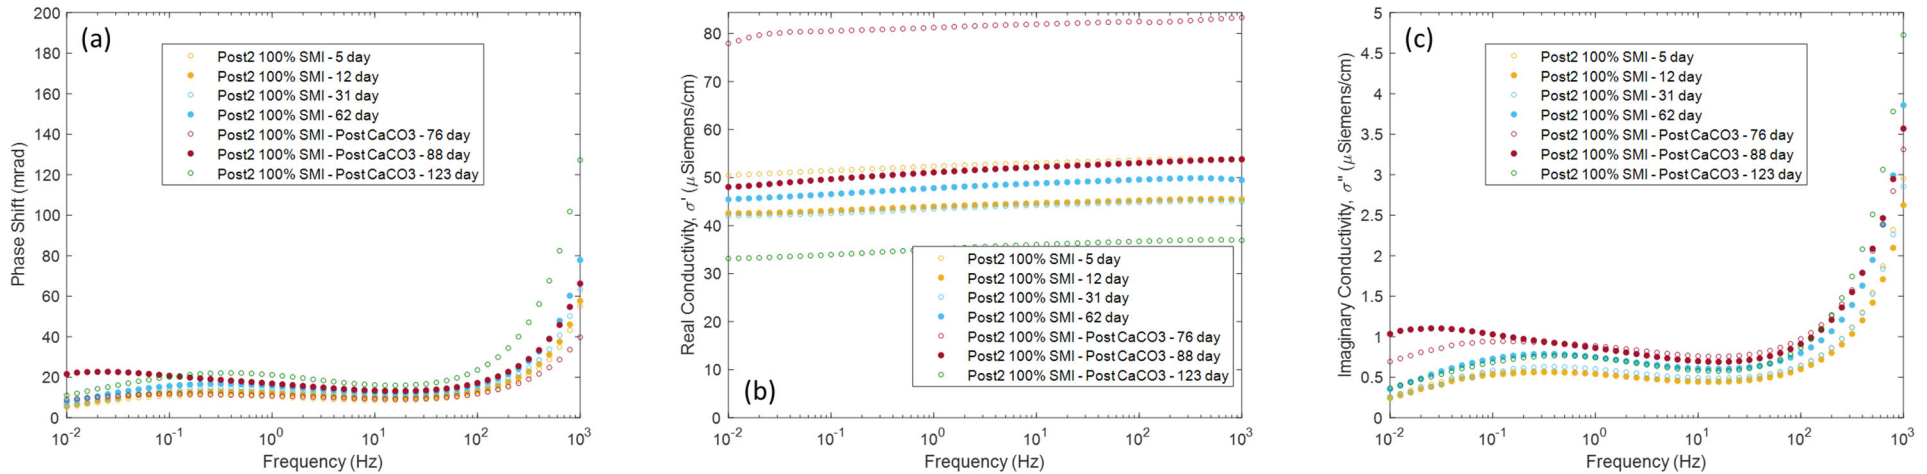 (a)
200
180
160
140
120
100
80
60
40
20
0
Phase Shift (mrad)
Post2 100% SMI - 5 day
Post2 100% SMI - 12 day
Post2 100% SMI - 31 day
Post2 100% SMI - 62 day
Post2 100% SMI - Post CaCO3 - 76 day
Post2 100% SMI - Post CaCO3 - 88 day
Post2 100% SMI - Post CaCO3 - 123 day
10^-2 10^-1 10^0 10^1 10^2 10^3
Frequency (Hz)
80
70
60
50
40
30
20
10
0
Real Conductivity, σ' (μSiemens/cm)
Post2 100% SMI - 5 day
Post2 100% SMI - 12 day
Post2 100% SMI - 31 day
Post2 100% SMI - 62 day
Post2 100% SMI - Post CaCO3 - 76 day
Post2 100% SMI - Post CaCO3 - 88 day
Post2 100% SMI - Post CaCO3 - 123 day
(b)
10^-2 10^-1 10^0 10^1 10^2 10^3
Frequency (Hz)
(c)
5
4.5
4
3.5
3
2.5
2
1.5
1
0.5
0
Imaginary Conductivity, σ'' (μSiemens/cm)
Post2 100% SMI - 5 day
Post2 100% SMI - 12 day
Post2 100% SMI - 31 day
Post2 100% SMI - 62 day
Post2 100% SMI - Post CaCO3 - 76 day
Post2 100% SMI - Post CaCO3 - 88 day
Post2 100% SMI - Post CaCO3 - 123 day
10^-2 10^-1 10^0 10^1 10^2 10^3
Frequency (Hz)